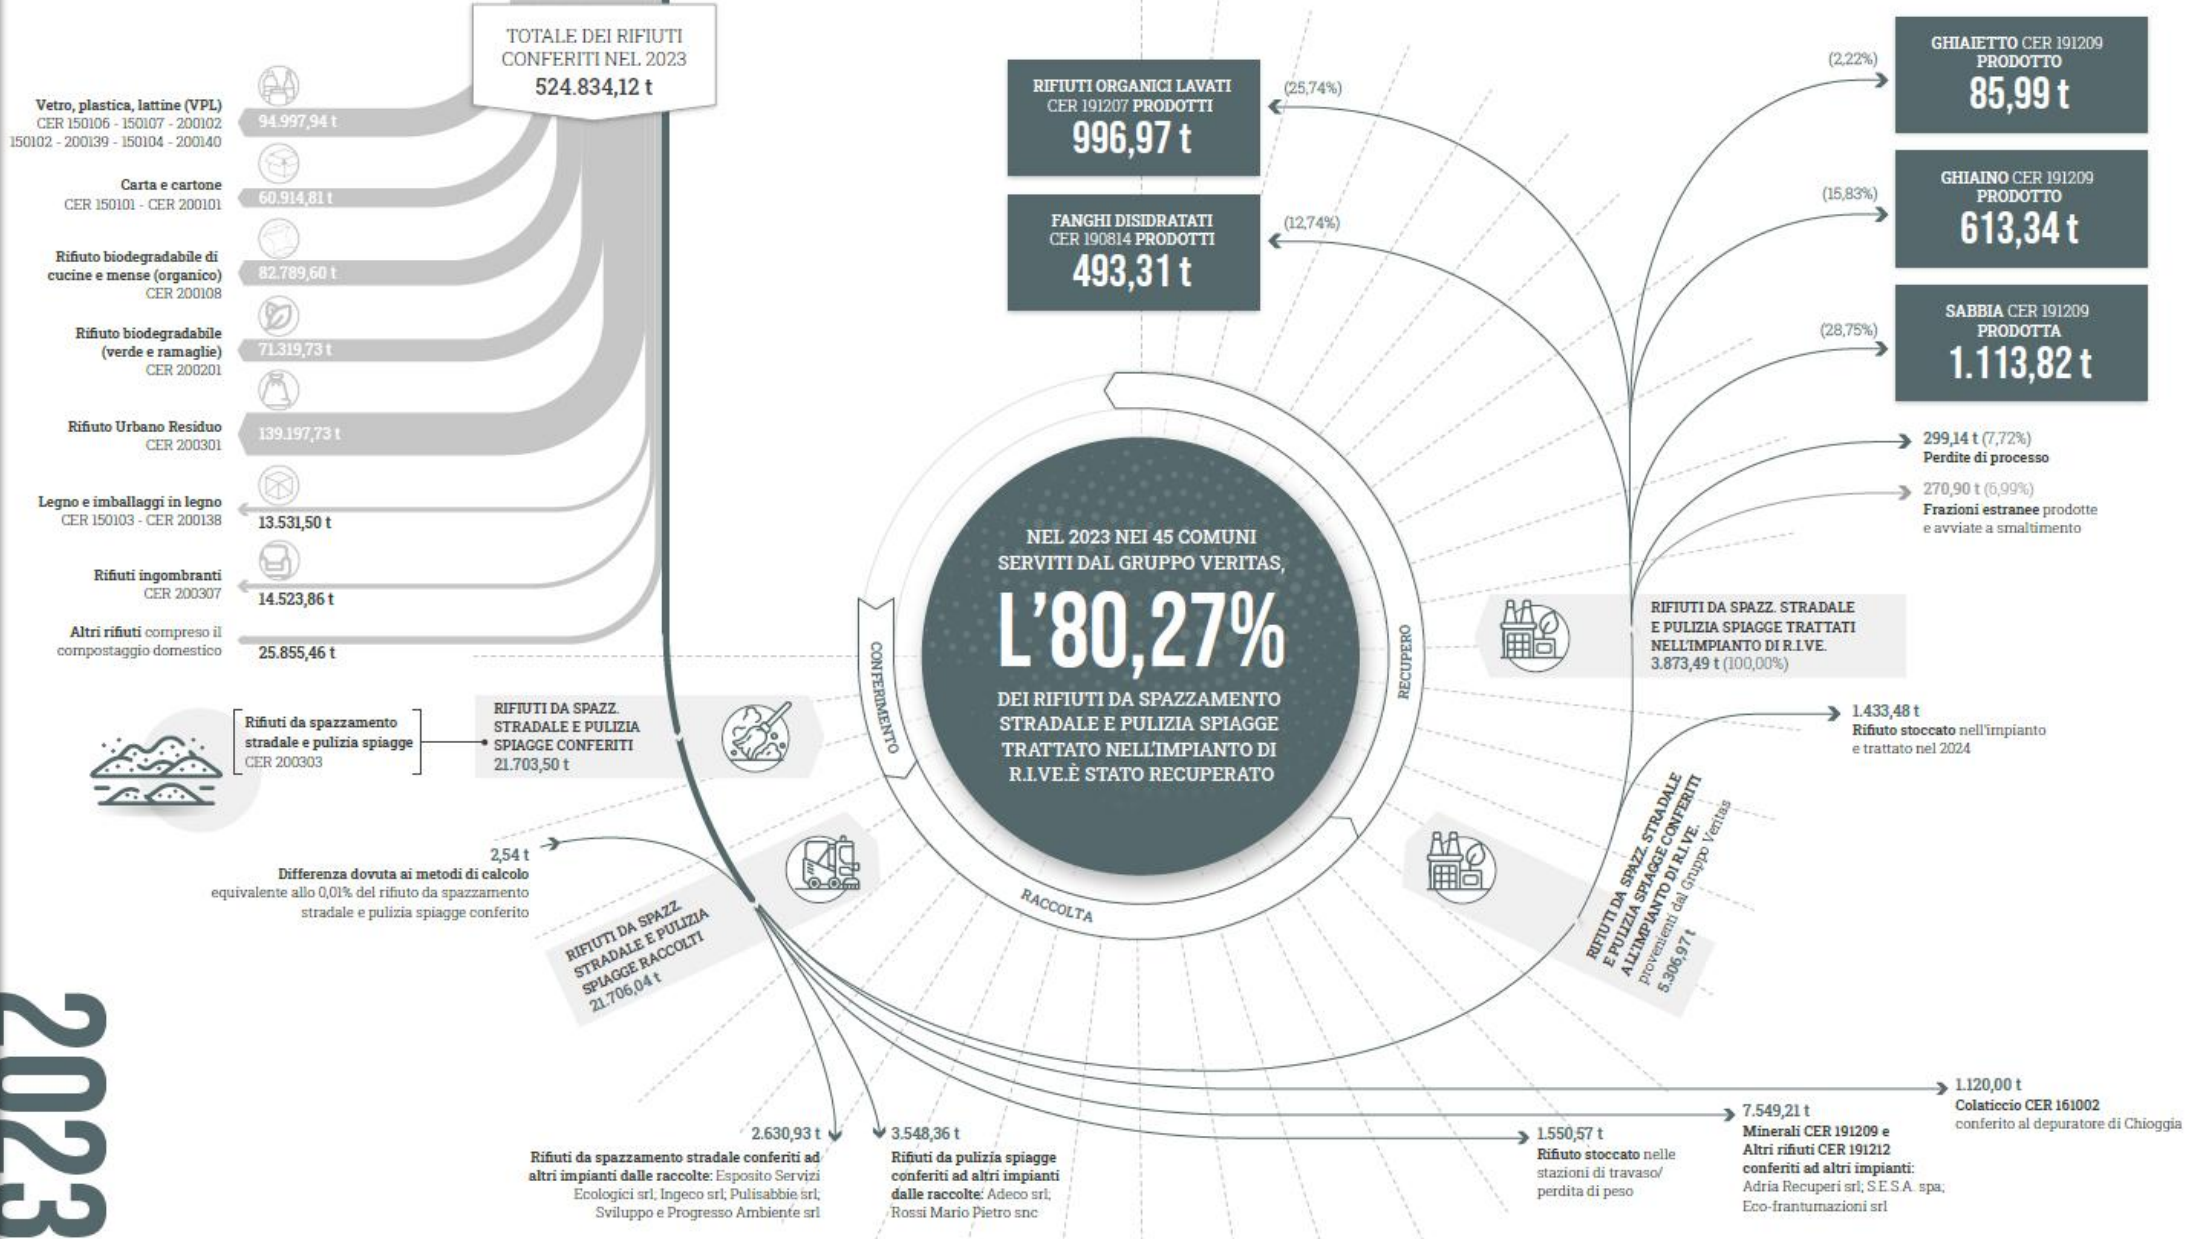 TOTALE DEI RIFIUTI
CONFERITI NEL 2023
524.834,12 t
Vetro, plastica, lattine (VPL)
CER 150106 - 150107 - 200102
150102 - 200139 - 150104 - 200140
94.997,94 t
Carta e cartone
CER 150101 - CER 200101
60.914,81 t
Rifiuto biodegradabile di
cucine e mense (organico)
CER 200108
82.789,60 t
Rifiuto biodegradabile
(verde e ramaglie)
CER 200201
71.319,73 t
Rifiuto Urbano Residuo
CER 200301
139.197,73 t
Legno e imballaggi in legno
CER 150103 - CER 200138
13.531,50 t
Rifiuti ingombranti
CER 200307
14.523,86 t
Altri rifiuti compreso il
compostaggio domestico
25.855,46 t
Rifiuti da spazzamento
stradale e pulizia spiagge
CER 200303
RIFIUTI DA SPAZZ.
STRADALE E PULIZIA
SPIAGGE CONFERITI
21.703,50 t
2,54 t
Differenza dovuta ai metodi di calcolo
equivalente allo 0,01% del rifiuto da spazzamento
stradale e pulizia spiagge conferito
RIFIUTI DA SPAZZ.
STRADALE E PULIZIA
SPIAGGE RACCOLTI
21.706,04 t
2023
2.630,93 t
Rifiuti da spazzamento stradale conferiti ad
altri impianti dalle raccolte: Esposito Servizi
Ecologici srl; Ingeco srl; Pulisabbie srl;
Sviluppo e Progresso Ambiente srl
3.548,36 t
Rifiuti da pulizia spiagge
conferiti ad altri impianti
dalle raccolte: Adeco srl;
Rossi Mario Pietro snc
1.550,57 t
Rifiuto stoccato nelle
stazioni di travaso/
perdita di peso
7.549,21 t
Minerali CER 191209 e
Altri rifiuti CER 191212
conferiti ad altri impianti:
Adria Recuperi srl; S.E.S.A. spa;
Eco-frantumazioni srl
1.120,00 t
Colaticcio CER 161002
conferito al depuratore di Chioggia
RIFIUTI DA SPAZZ. STRADALE
E PULIZIA SPIAGGE CONFERITI
ALL'IMPIANTO DI R.I.VE.
provenienti dal Gruppo Veritas
5.306,97 t
1.433,48 t
Rifiuto stoccato nell'impianto
e trattato nel 2024
RIFIUTI DA SPAZZ. STRADALE
E PULIZIA SPIAGGE TRATTATI
NELL'IMPIANTO DI R.I.VE.
3.873,49 t (100,00%)
CONFERIMENTO
RACCOLTA
RECUPERO
NEL 2023 NEI 45 COMUNI
SERVITI DAL GRUPPO VERITAS,
L'80,27%
DEI RIFIUTI DA SPAZZAMENTO
STRADALE E PULIZIA SPIAGGE
TRATTATO NELL'IMPIANTO DI
R.I.VE.È STATO RECUPERATO
RIFIUTI ORGANICI LAVATI
CER 191207 PRODOTTI
996,97 t
(25,74%)
FANGHI DISIDRATATI
CER 190814 PRODOTTI
493,31 t
(12,74%)
(2,22%)
GHIAIETTO CER 191209
PRODOTTO
85,99 t
(15,83%)
GHIAINO CER 191209
PRODOTTO
613,34 t
(28,75%)
SABBIA CER 191209
PRODOTTA
1.113,82 t
299,14 t (7,72%)
Perdite di processo
270,90 t (6,99%)
Frazioni estranee prodotte
e avviate a smaltimento